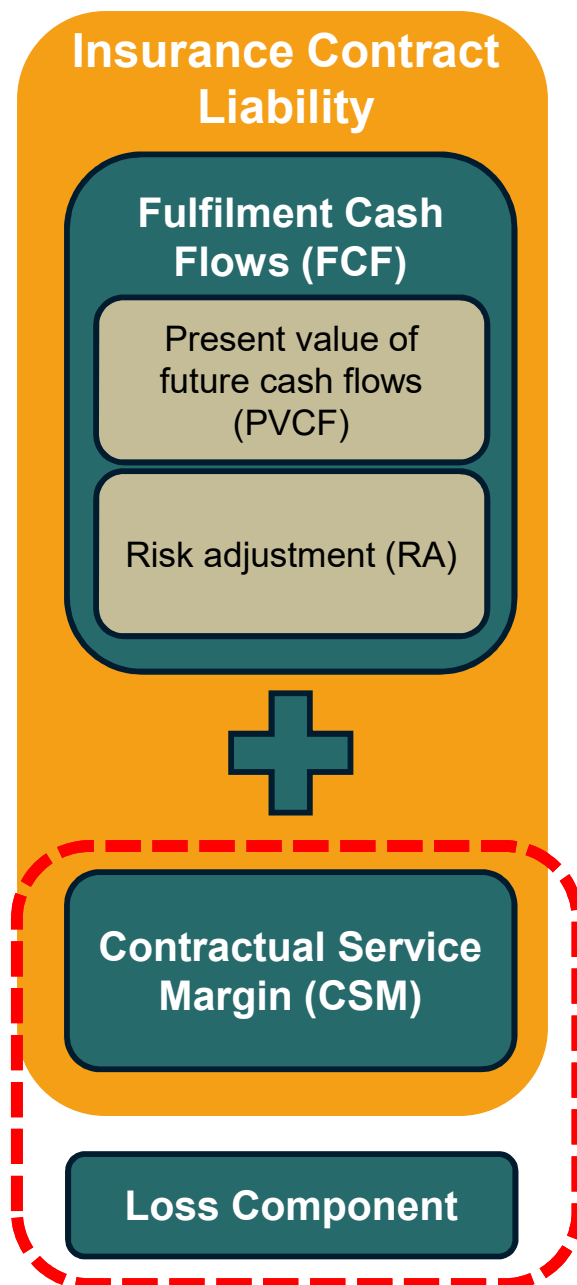 Insurance Contract
Liability
Fulfilment Cash
Flows (FCF)
Present value of
future cash flows
(PVCF)
Risk adjustment (RA)
Contractual Service
Margin (CSM)
Loss Component